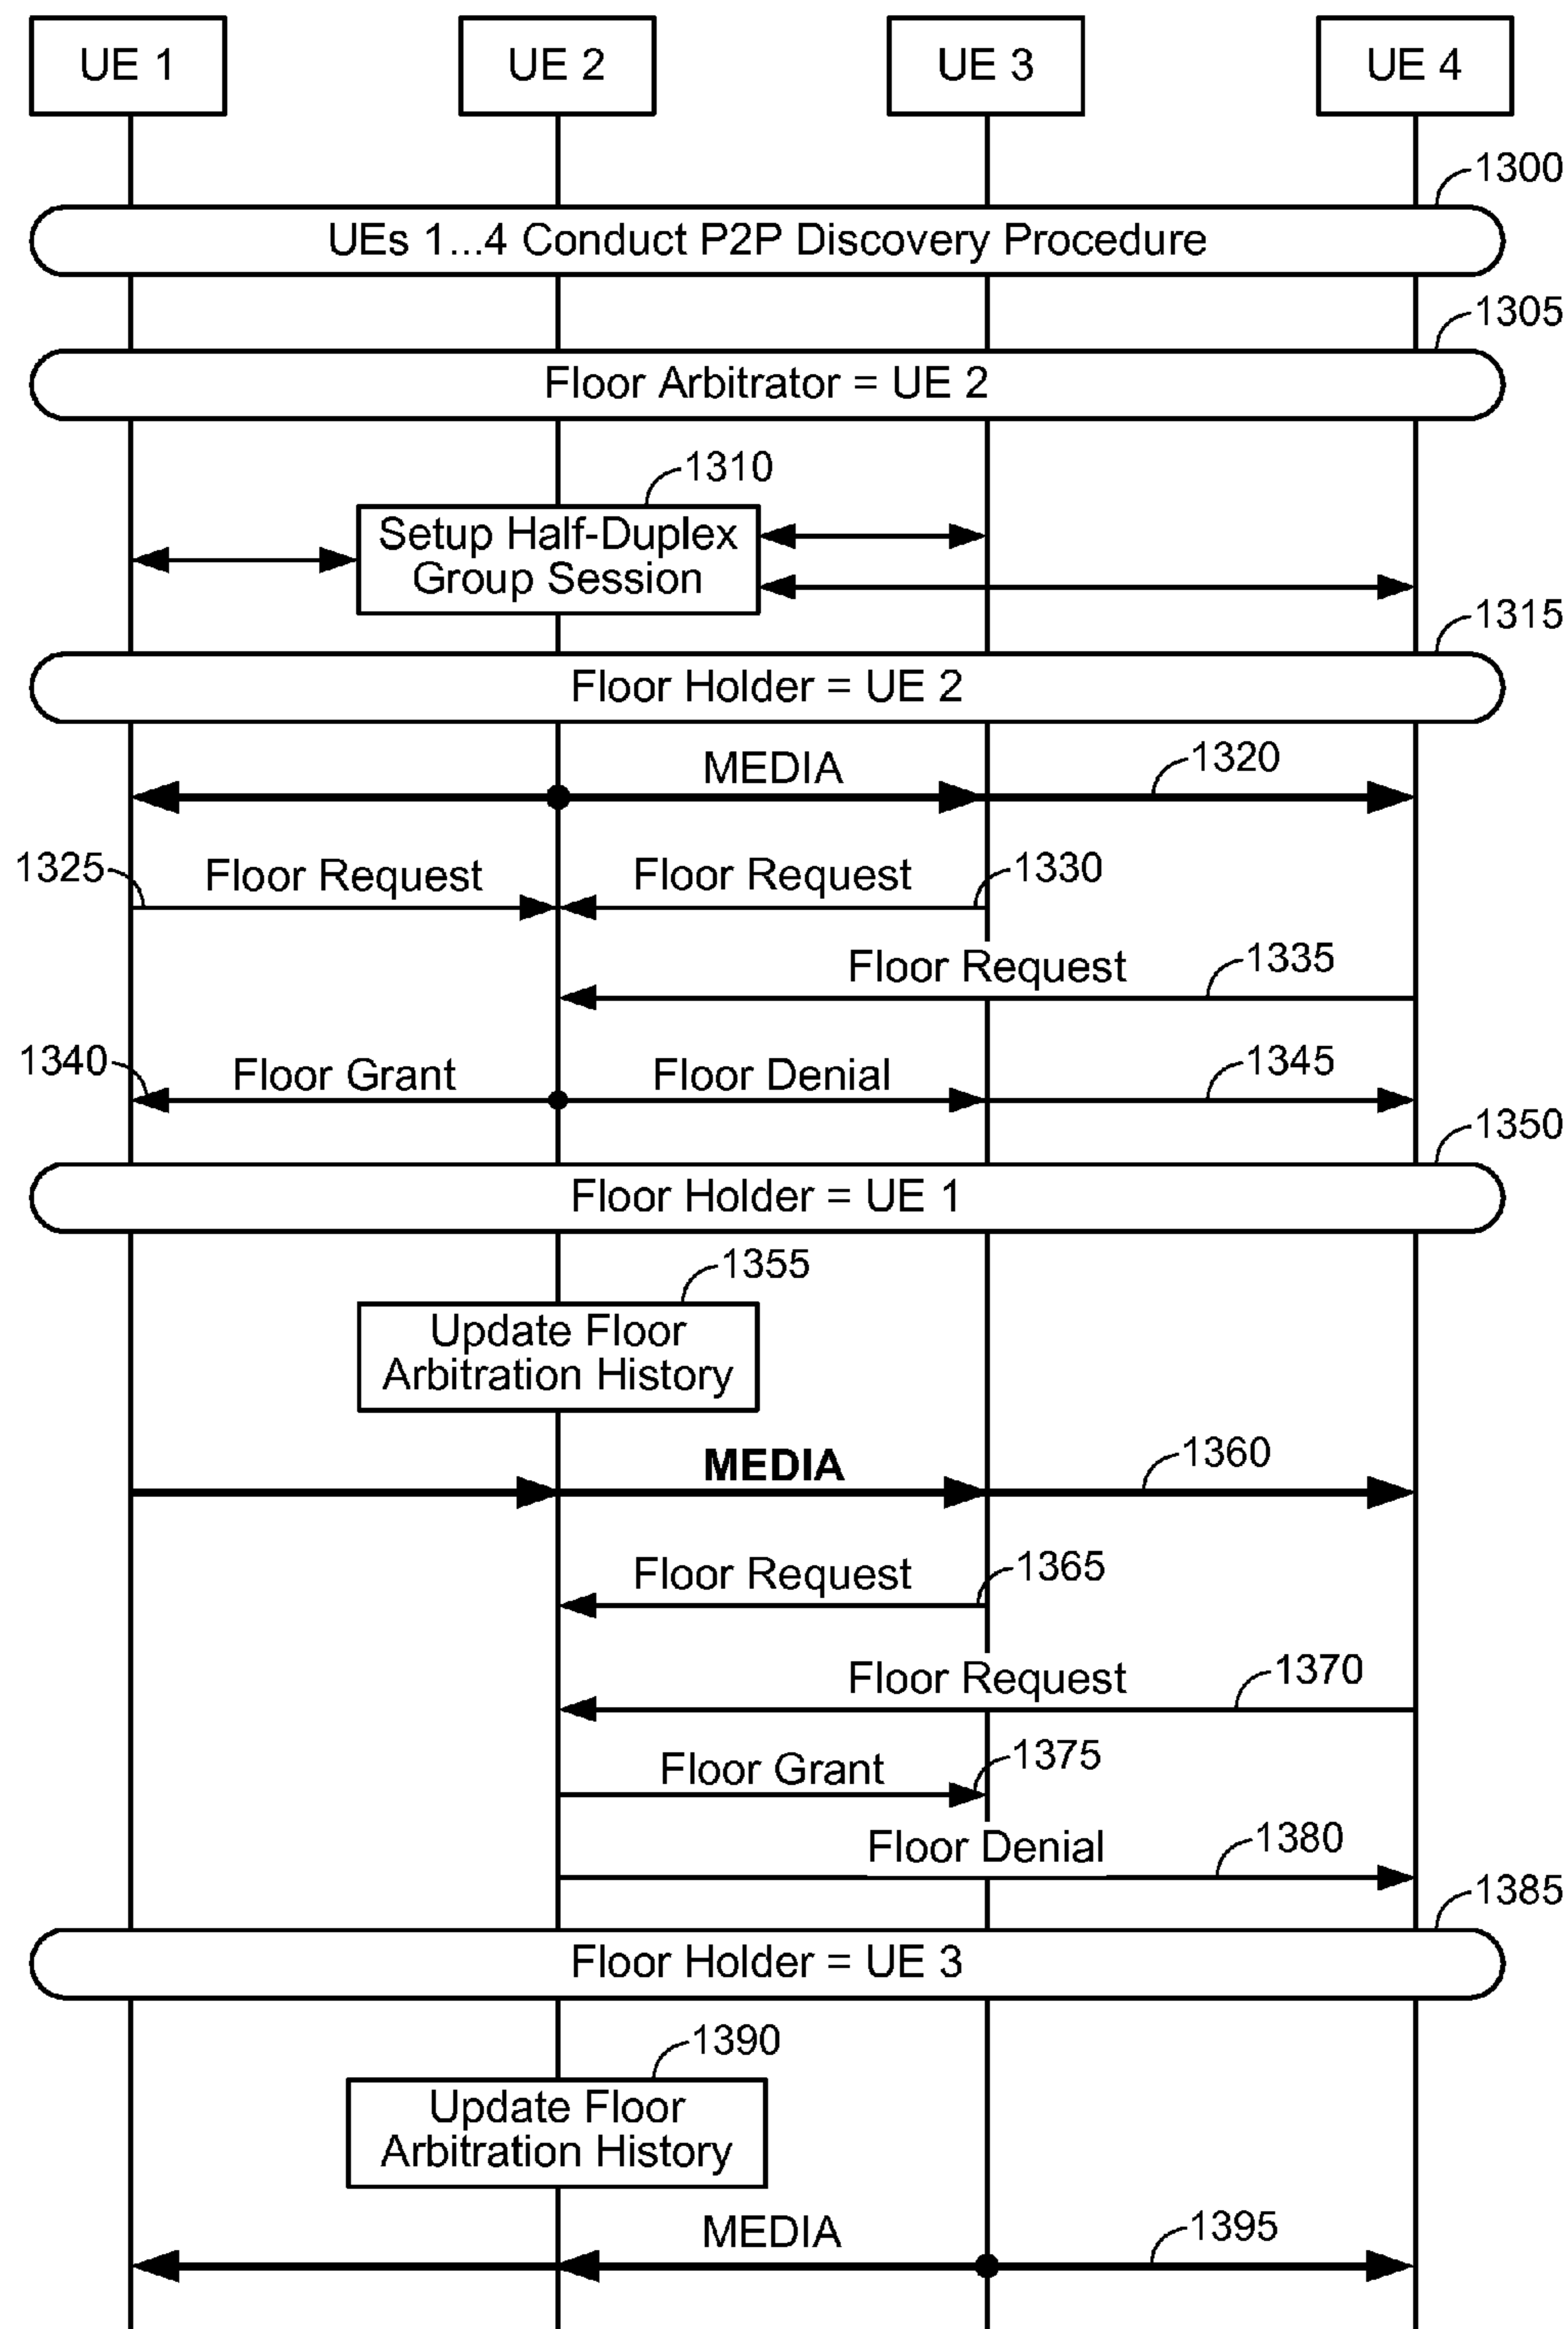 UE 1
UE 2
UE 3
UE 4
1300
UEs 1...4 Conduct P2P Discovery Procedure
1305
Floor Arbitrator = UE 2
1310
Setup Half-Duplex
Group Session
1315
Floor Holder = UE 2
MEDIA
1320
1325
Floor Request
Floor Request
1330
Floor Request
1335
1340
Floor Grant
Floor Denial
1345
1350
Floor Holder = UE 1
1355
Update Floor
Arbitration History
MEDIA
1360
Floor Request
1365
Floor Request
1370
Floor Grant
1375
Floor Denial
1380
1385
Floor Holder = UE 3
1390
Update Floor
Arbitration History
MEDIA
1395